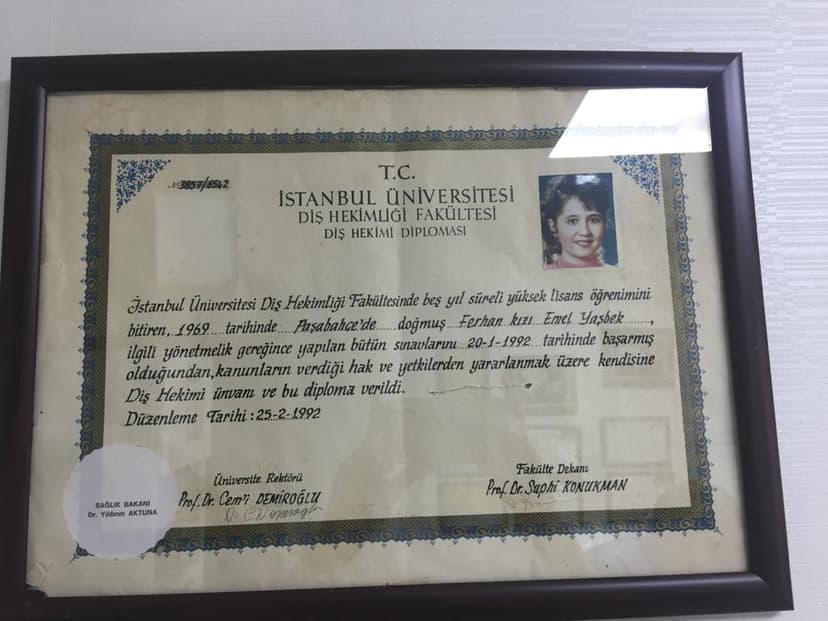 № 3857/6542
T.C.
İSTANBUL ÜNİVERSİTESİ
DİŞ HEKİMLİĞİ FAKÜLTESİ
DİŞ HEKİMİ DİPLOMASI
İstanbul Üniversitesi Diş Hekimliği Fakültesinde beş yıl süreli yüksek lisans öğrenimini
bitiren, 1969 tarihinde Paşabahçe'de doğmuş Ferhan kızı Emel Yaşbek,
ilgili yönetmelik gereğince yapılan bütün sınavlarını 20-1-1992 tarihinde başarmış
olduğundan, kanunların verdiği hak ve yetkilerden yararlanmak üzere kendisine
Diş Hekimi ünvanı ve bu diploma verildi.
Düzenleme Tarihi : 25-2-1992
Üniversite Rektörü
Prof. Dr. Cem'i DEMİROĞLU
Fakülte Dekanı
Prof. Dr. Suphi KONUKMAN
SAĞLIK BAKANI
Dr. Yıldırım AKTUNA